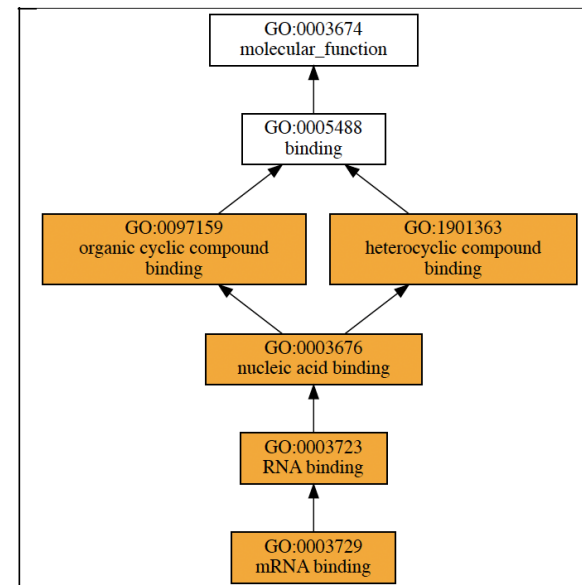 GO:0003674
molecular_function
GO:0005488
binding
GO:0097159
organic cyclic compound
binding
GO:1901363
heterocyclic compound
binding
GO:0003676
nucleic acid binding
GO:0003723
RNA binding
GO:0003729
mRNA binding